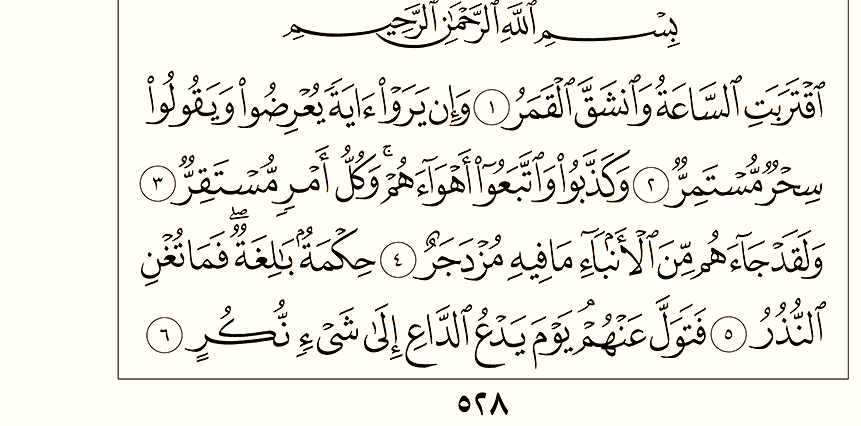 بِسْمِ ٱللَّهِ ٱلرَّحْمَٰنِ ٱلرَّحِيمِ
ٱقْتَرَبَتِ ٱلسَّاعَةُ وَٱنشَقَّ ٱلْقَمَرُ ١ وَإِن يَرَوْا۟ ءَايَةً يُعْرِضُوا۟ وَيَقُولُوا۟
سِحْرٌ مُّسْتَمِرٌّ ٢ وَكَذَّبُوا۟ وَٱتَّبَعُوٓا۟ أَهْوَآءَهُمْ ۚ وَكُلُّ أَمْرٍ مُّسْتَقِرٌّ ٣
وَلَقَدْ جَآءَهُم مِّنَ ٱلْأَنۢبَآءِ مَا فِيهِ مُزْدَجَرٌ ٤ حِكْمَةٌۢ بَٰلِغَةٌ ۖ فَمَا تُغْنِ
ٱلنُّذُرُ ٥ فَتَوَلَّ عَنْهُمْ ۘ يَوْمَ يَدْعُ ٱلدَّاعِ إِلَىٰ شَىْءٍ نُّكُرٍ ٦
٥٢٨